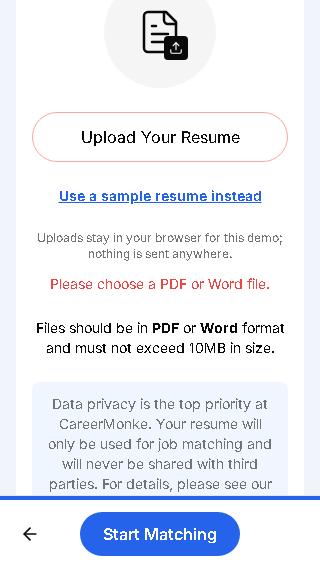 Upload Your Resume
Use a sample resume instead
Uploads stay in your browser for this demo;
nothing is sent anywhere.
Please choose a PDF or Word file.
Files should be in PDF or Word format
and must not exceed 10MB in size.
Data privacy is the top priority at
CareerMonke. Your resume will
only be used for job matching and
will never be shared with third
parties. For details, please see our
Start Matching